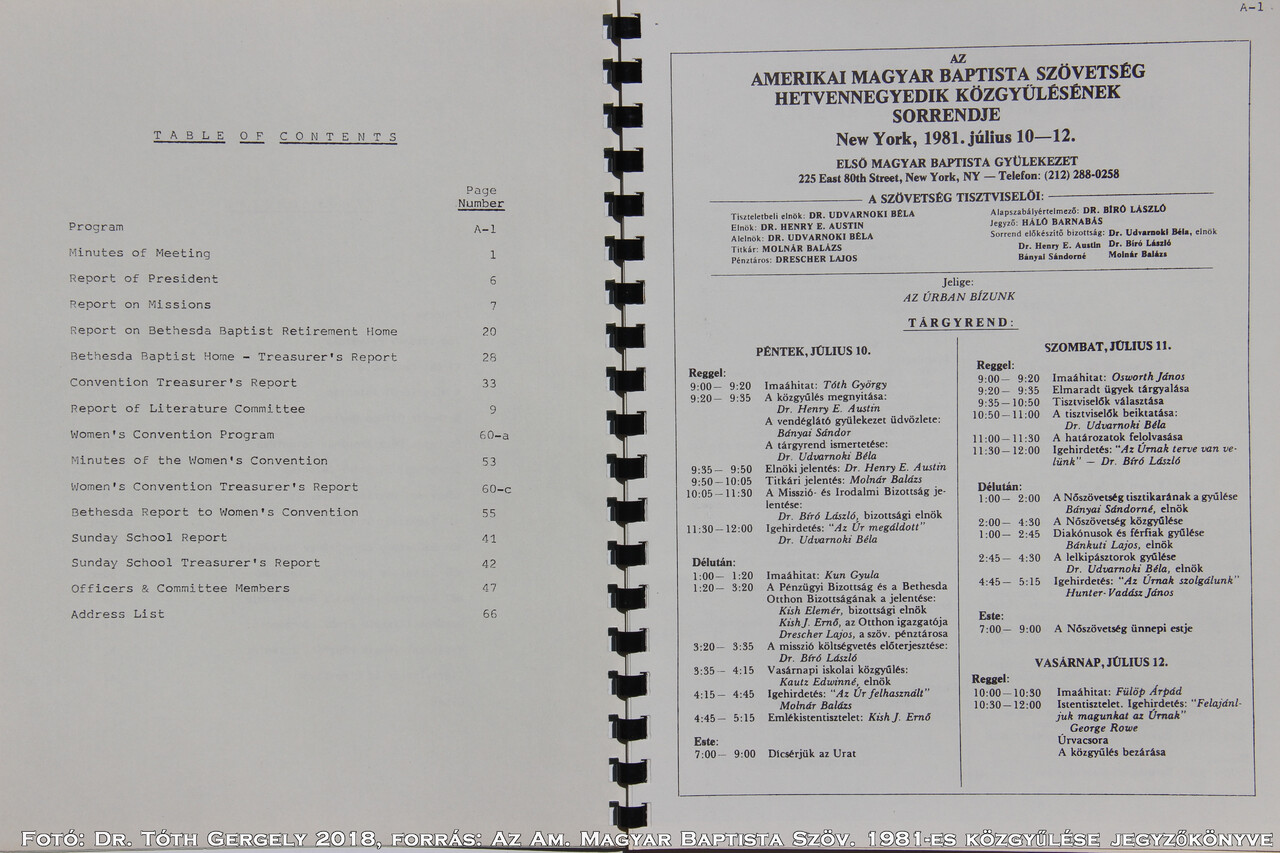 TABLE OF CONTENTS
Page
Number
Program A-1
Minutes of Meeting 1
Report of President 6
Report on Missions 7
Report on Bethesda Baptist Retirement Home 20
Bethesda Baptist Home - Treasurer's Report 28
Convention Treasurer's Report 33
Report of Literature Committee 9
Women's Convention Program 60-a
Minutes of the Women's Convention 53
Women's Convention Treasurer's Report 60-c
Bethesda Report to Women's Convention 55
Sunday School Report 41
Sunday School Treasurer's Report 42
Officers & Committee Members 47
Address List 66
A-1
AZ
AMERIKAI MAGYAR BAPTISTA SZÖVETSÉG
HETVENNEGYEDIK KÖZGYÜLÉSÉNEK
SORRENDJE
New York, 1981. július 10—12.
ELSÖ MAGYAR BAPTISTA GYÜLEKEZET
225 East 80th Street, New York, NY — Telefon: (212) 288-0258
A SZÖVETSÉG TISZTVISELŐI:
Tiszteletbeli elnök: DR. UDVARNOKI BÉLA
Elnök: DR. HENRY E. AUSTIN
Alelnök: DR. UDVARNOKI BÉLA
Titkár: MOLNÁR BALÁZS
Pénztáros: DRESCHER LAJOS
Alapszabályértelmező: DR. BÍRÓ LÁSZLÓ
Jegyző: HÁLÓ BARNABÁS
Sorrend előkészitő bizottság: Dr. Udvarnoki Béla, elnök
Dr. Henry E. Austin Dr. Biró László
Bányai Sándorné Molnár Balázs
Jelige:
AZ ÚRBAN BÍZUNK
TÁRGYREND:
PÉNTEK, JÚLIUS 10.
Reggel:
9:00— 9:20 Imaáhitat: Tóth György
9:20— 9:35 A közgyűlés megnyitása:
Dr. Henry E. Austin
A vendéglátó gyülekezet üdvözlete:
Bányai Sándor
A tárgyrend ismertetése:
Dr. Udvarnoki Béla
9:35— 9:50 Elnöki jelentés: Dr. Henry E. Austin
9:50—10:05 Titkári jelentés: Molnár Balázs
10:05—11:30 A Misszió- és Irodalmi Bizottság je-
lentése:
Dr. Bíró László, bizottsági elnök
11:30—12:00 Igehirdetés: "Az Úr megáldott"
Dr. Udvarnoki Béla
Délután:
1:00— 1:20 Imaáhitat: Kun Gyula
1:20— 3:20 A Pénzügyi Bizottság és a Bethesda
Otthon Bizottságának a jelentése:
Kish Elemér, bizottsági elnök
Kish J. Ernő, az Otthon igazgatója
Drescher Lajos, a szöv. pénztárosa
3:20— 3:35 A misszió költségvetés előterjesztése:
Dr. Bíró László
3:35— 4:15 Vasárnapi iskolai közgyűlés:
Kautz Edwinné, elnök
4:15— 4:45 Igehirdetés: "Az Úr felhasznált"
Molnár Balázs
4:45— 5:15 Emlékistentisztelet: Kish J. Ernő
Este:
7:00— 9:00 Dicsérjük az Urat
SZOMBAT, JÚLIUS 11.
Reggel:
9:00— 9:20 Imaáhitat: Osworth János
9:20— 9:35 Elmaradt ügyek tárgyalása
9:35—10:50 Tisztviselők választása
10:50—11:00 A tisztviselők beiktatása:
Dr. Udvarnoki Béla
11:00—11:30 A határozatok felolvasása
11:30—12:00 Igehirdetés: "Az Úrnak terve van ve-
lünk" — Dr. Bíró László
Délután:
1:00— 2:00 A Nőszövetség tisztikarának a gyűlése
Bányai Sándorné, elnök
2:00— 4:30 A Nőszövetség közgyűlése
1:00— 2:45 Diakónusok és férfiak gyűlése
Bánkuti Lajos, elnök
2:45— 4:30 A lelkipásztorok gyűlése
Dr. Udvarnoki Béla, elnök
4:45— 5:15 Igehirdetés: "Az Úrnak szolgálunk"
Hunter-Vadász János
Este:
7:00— 9:00 A Nőszövetség ünnepi estje
VASÁRNAP, JÚLIUS 12.
Reggel:
10:00—10:30 Imaáhitat: Fülöp Árpád
10:30—12:00 Istentisztelet. Igehirdetés: "Felajánl-
juk magunkat az Úrnak"
George Rowe
Úrvacsora
A közgyűlés bezárása
Fotó: Dr. Tóth Gergely 2018, forrás: Az Am. Magyar Baptista Szöv. 1981-es közgyűlése jegyzőkönyve